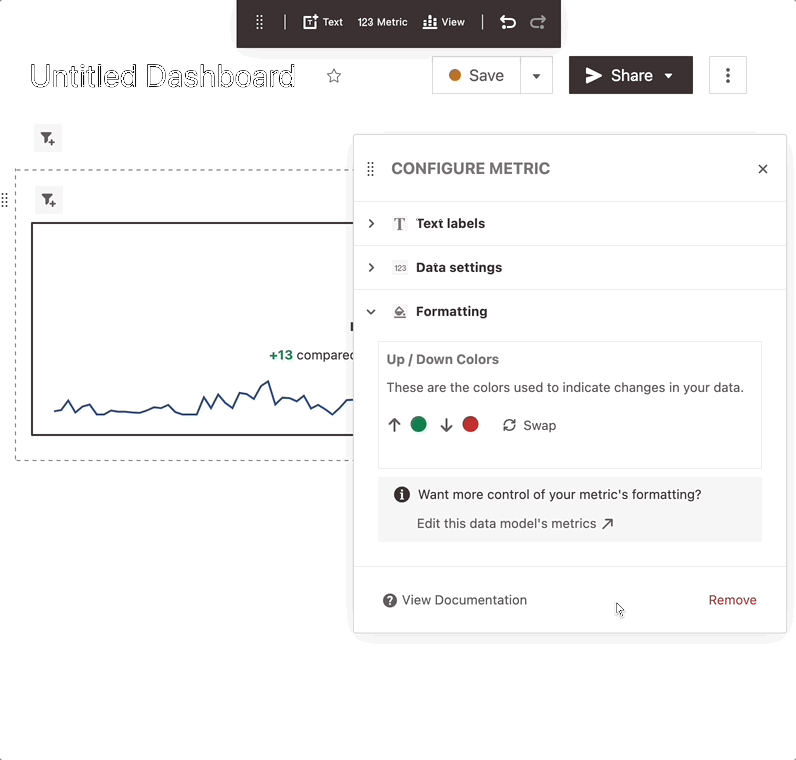 Text 123 Metric View
Untitled Dashboard
Save
Share
CONFIGURE METRIC
T Text labels
123 Data settings
Formatting
+13 compared
Up / Down Colors
These are the colors used to indicate changes in your data.
Swap
Want more control of your metric's formatting?
Edit this data model's metrics
View Documentation
Remove